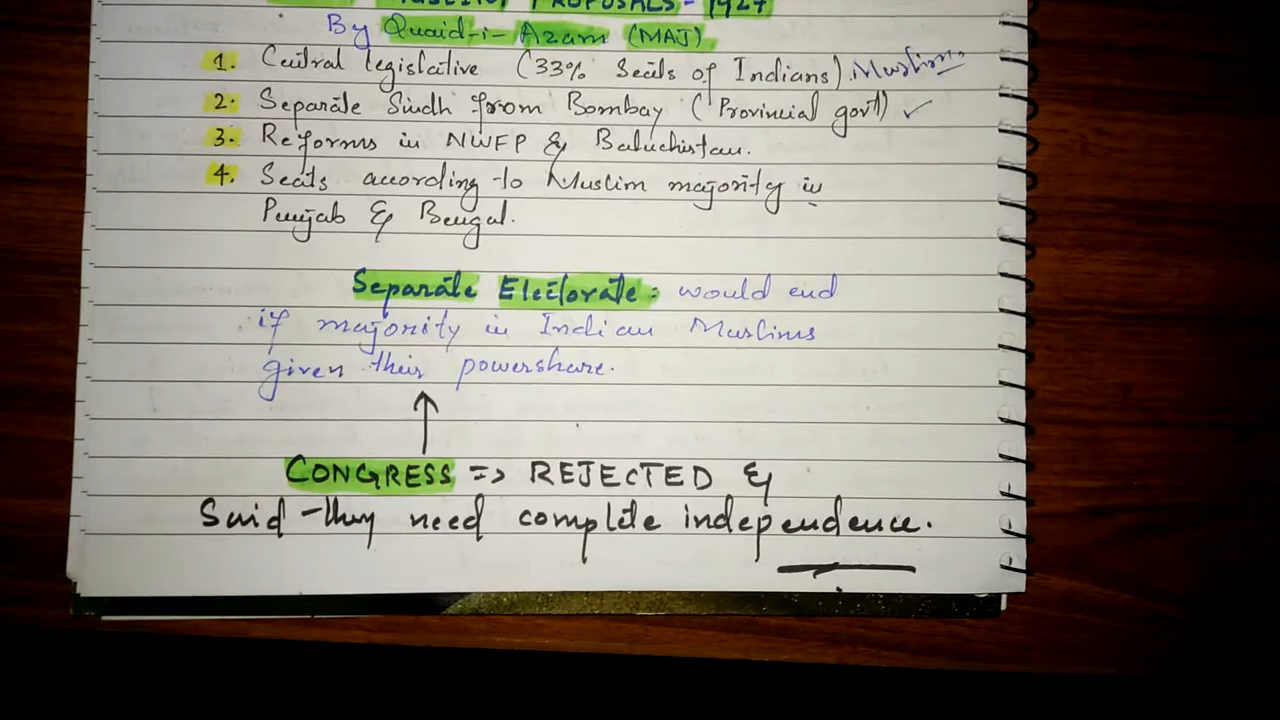 PROPOSALS - 1927
By Quaid-i-Azam (MAJ)
1. Central legislative (33% Seats of Indians). Muslims.
2. Separate Sindh from Bombay (Provincial govt) ✓
3. Reforms in NWFP & Baluchistan.
4. Seats according to Muslim majority in
Punjab & Bengal.
Separate Electorate: would end
if majority in Indian Muslims
given their powershare.
↑
CONGRESS => REJECTED &
Said they need complete independence.